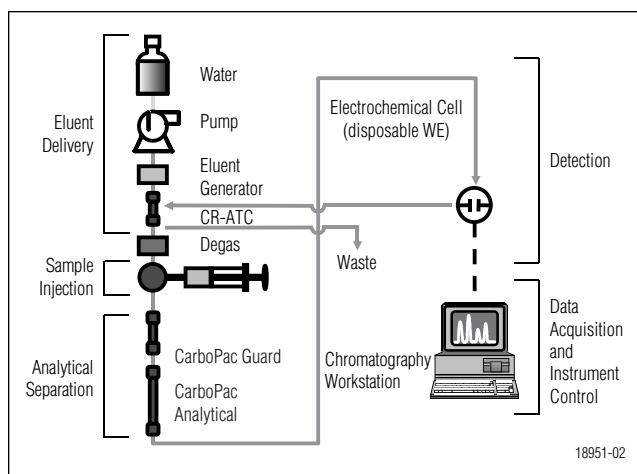 Eluent
Delivery
Water
Pump
Eluent
Generator
CR-ATC
Degas
Waste
Sample
Injection
Analytical
Separation
CarboPac Guard
CarboPac
Analytical
Electrochemical Cell
(disposable WE)
Detection
Chromatography
Workstation
Data
Acquisition
and
Instrument
Control
18951-02